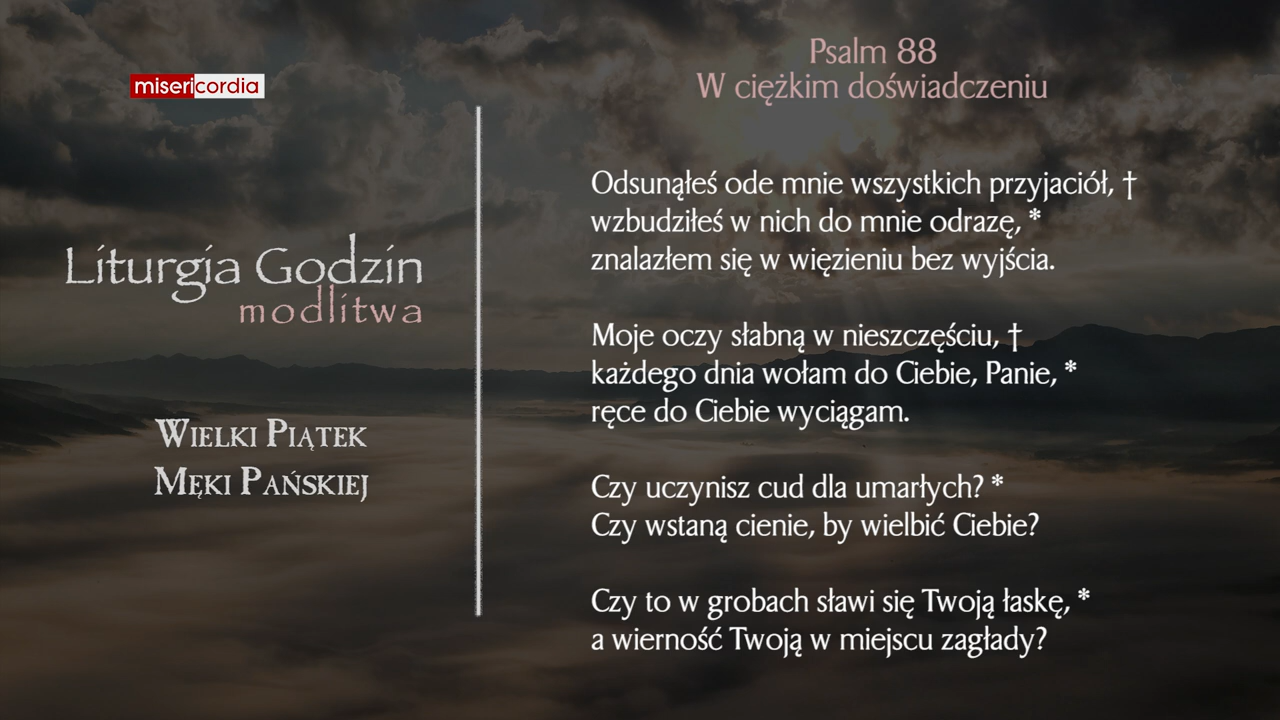 misericordia
Liturgia Godzin
modlitwa
Wielki Piątek
Męki Pańskiej
Psalm 88
W ciężkim doświadczeniu
Odsunąłeś ode mnie wszystkich przyjaciół, †
wzbudziłeś w nich do mnie odrazę, *
znalazłem się w więzieniu bez wyjścia.
Moje oczy słabną w nieszczęściu, †
każdego dnia wołam do Ciebie, Panie, *
ręce do Ciebie wyciągam.
Czy uczynisz cud dla umarłych? *
Czy wstaną cienie, by wielbić Ciebie?
Czy to w grobach sławi się Twoją łaskę, *
a wierność Twoją w miejscu zagłady?